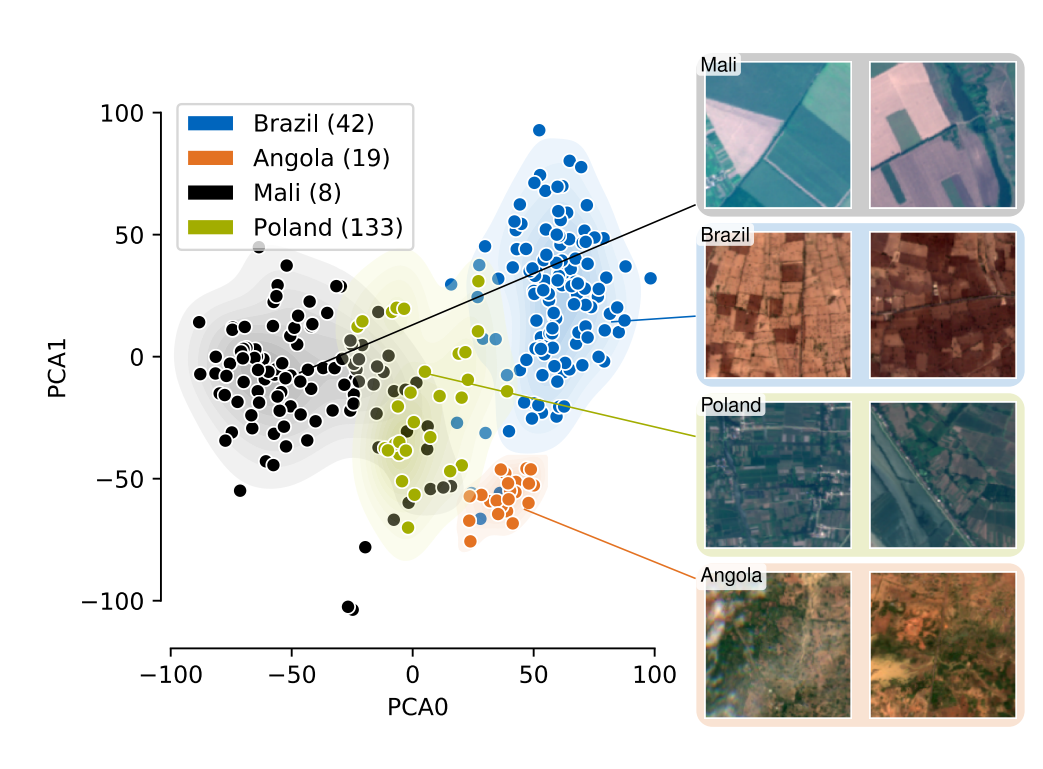 100
50
0
−50
−100
PCA1
−100
−50
0
50
100
PCA0
Brazil (42)
Angola (19)
Mali (8)
Poland (133)
Mali
Brazil
Poland
Angola